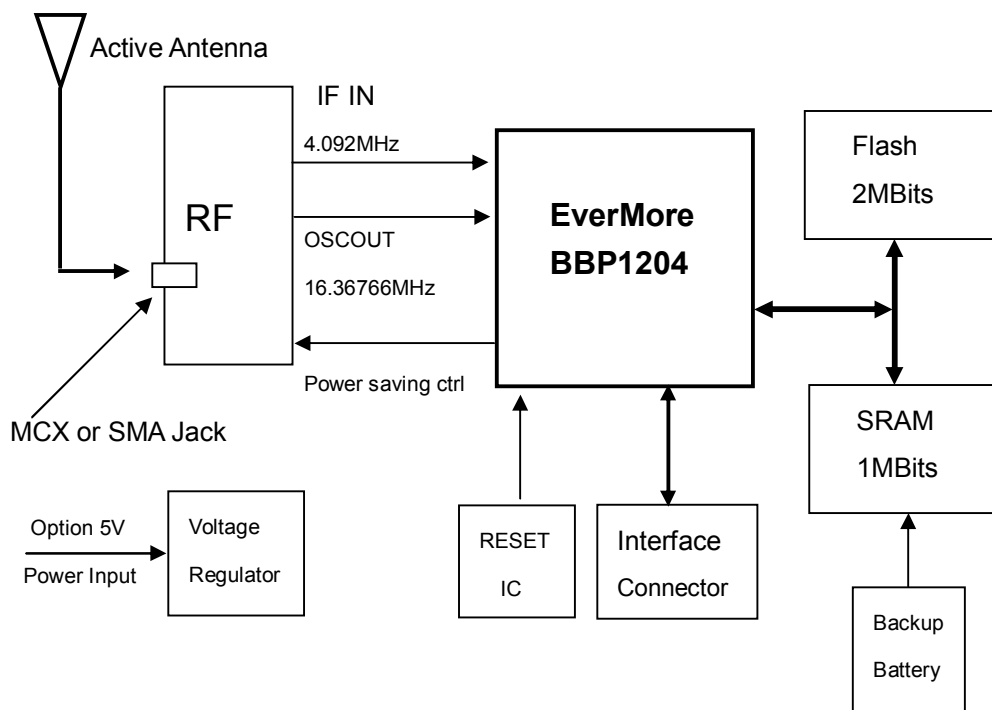 Active Antenna
IF IN
4.092MHz
RF
OSCOUT
16.36766MHz
Power saving ctrl
MCX or SMA Jack
EverMore
BBP1204
Flash
2MBits
SRAM
1MBits
Option 5V
Power Input
Voltage
Regulator
RESET
IC
Interface
Connector
Backup
Battery